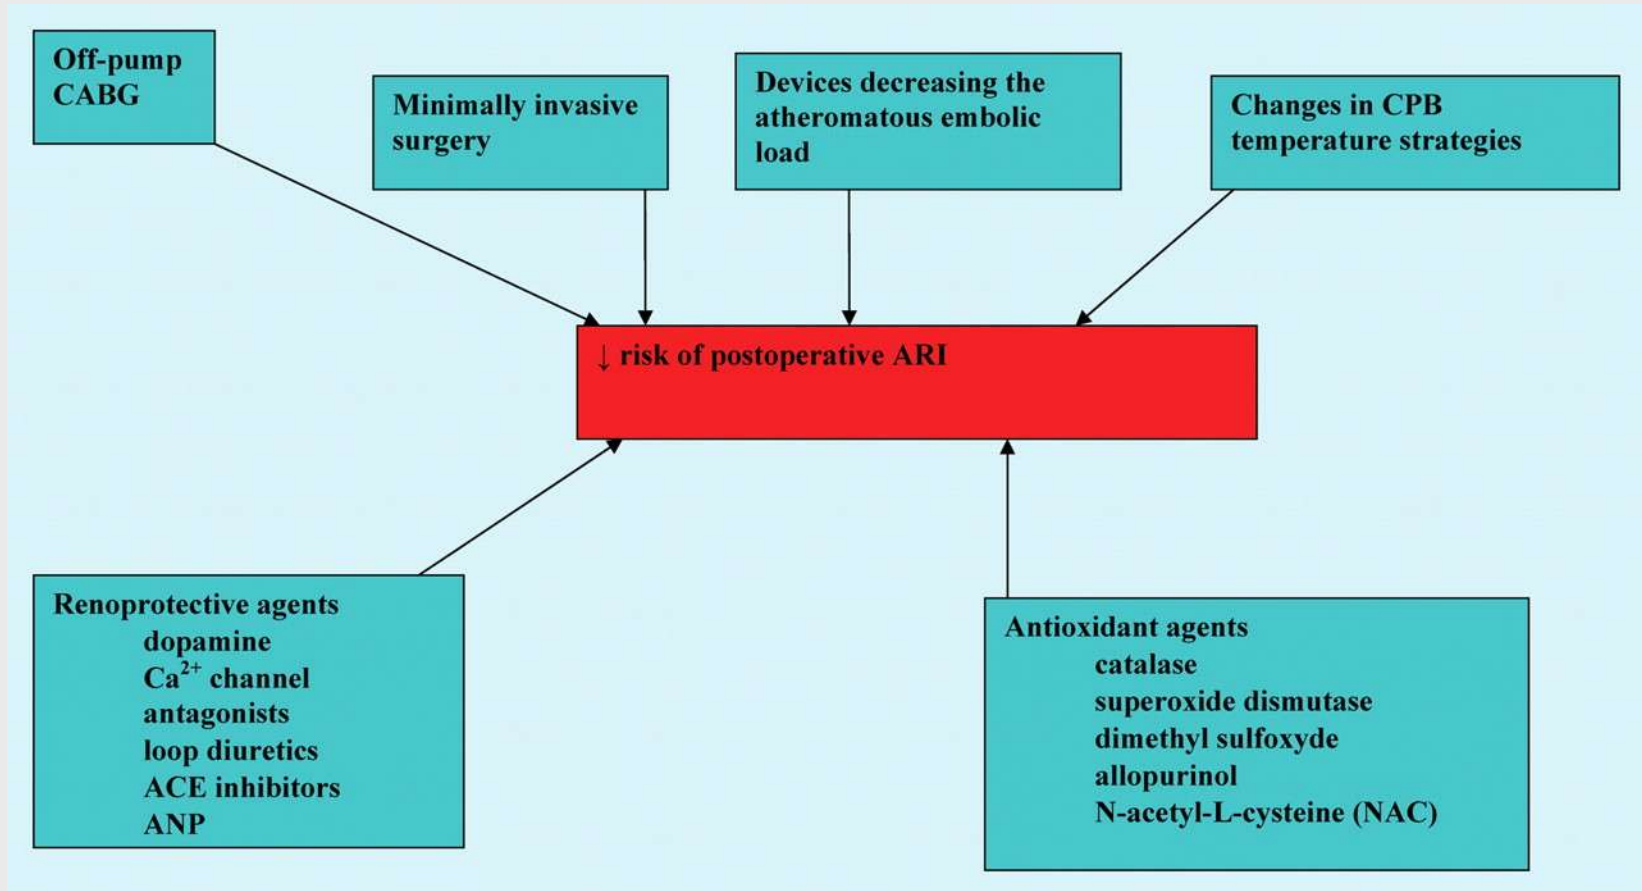 Off-pump
CABG
Minimally invasive
surgery
Devices decreasing the
atheromatous embolic
load
Changes in CPB
temperature strategies
↓ risk of postoperative ARI
Renoprotective agents
dopamine
Ca²⁺ channel
antagonists
loop diuretics
ACE inhibitors
ANP
Antioxidant agents
catalase
superoxide dismutase
dimethyl sulfoxyde
allopurinol
N-acetyl-L-cysteine (NAC)